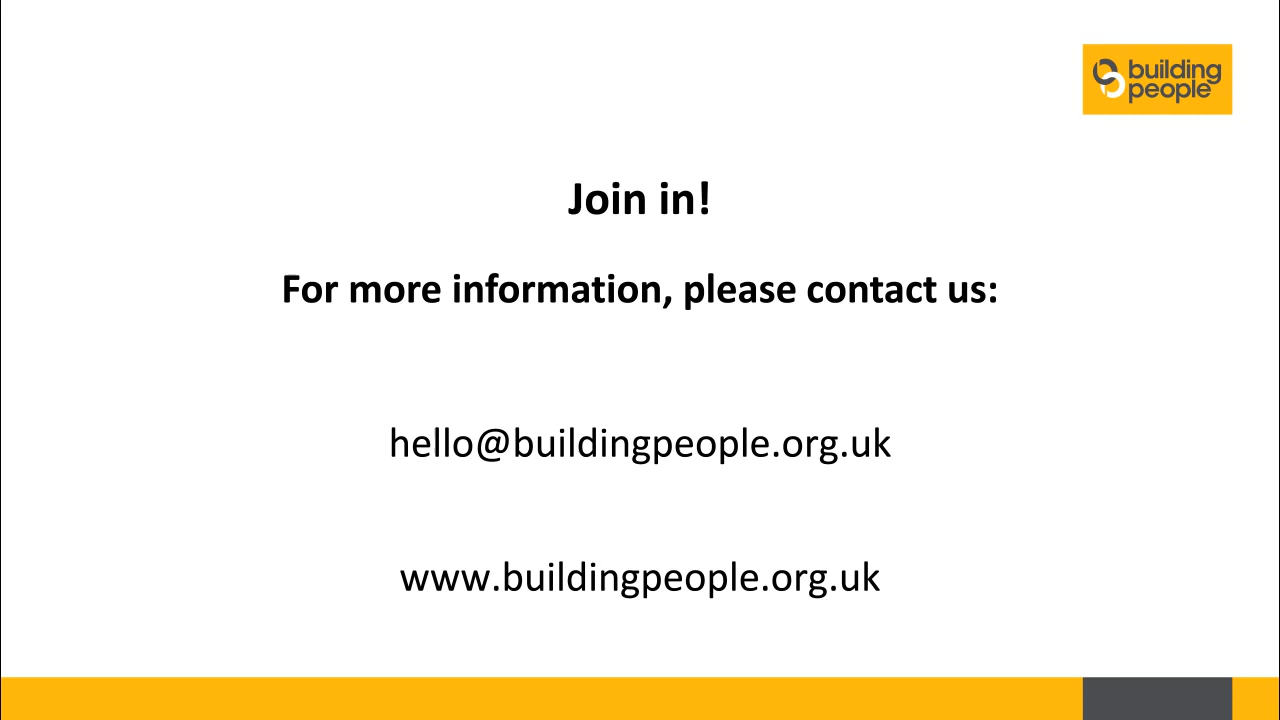 building
people
Join in!
For more information, please contact us:
hello@buildingpeople.org.uk
www.buildingpeople.org.uk